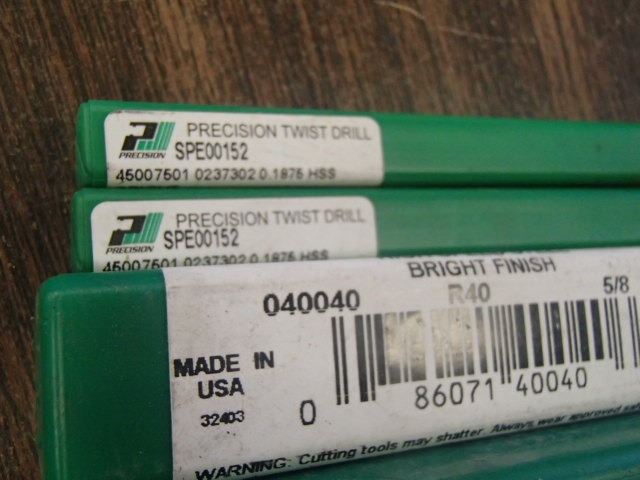 PRECISION TWIST DRILL
PRECISION
SPE00152
45007501 0237302 0.1875 HSS
PRECISION TWIST DRILL
PRECISION
SPE00152
45007501 0237302 0.1875 HSS
BRIGHT FINISH
040040 R40 5/8
MADE IN
USA
32403
0 86071 40040
WARNING: Cutting tools may shatter. Always wear approved